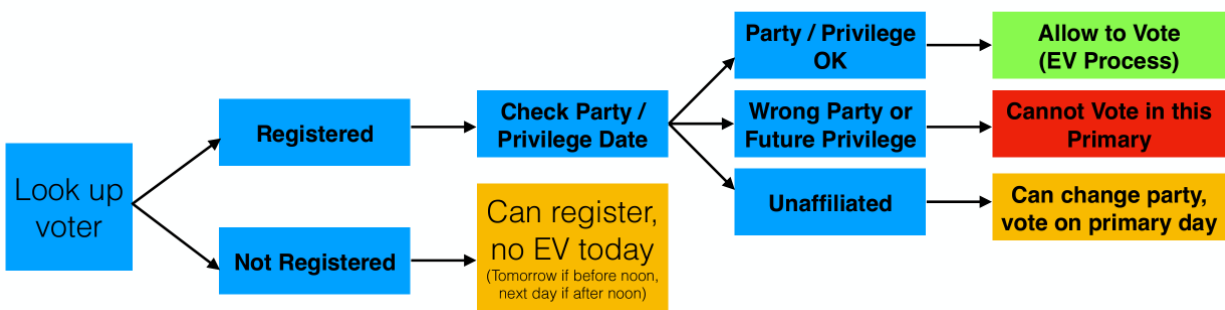 Look up
voter
Registered
Not Registered
Check Party /
Privilege Date
Can register,
no EV today
(Tomorrow if before noon,
next day if after noon)
Party / Privilege
OK
Wrong Party or
Future Privilege
Unaffiliated
Allow to Vote
(EV Process)
Cannot Vote in this
Primary
Can change party,
vote on primary day